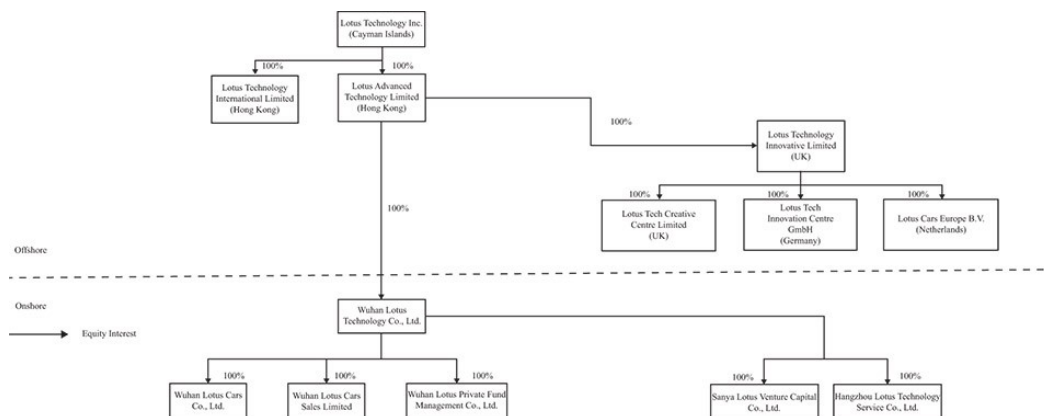 Lotus Technology Inc.
(Cayman Islands)
100%
100%
Lotus Technology
International Limited
(Hong Kong)
Lotus Advanced
Technology Limited
(Hong Kong)
100%
Lotus Technology
Innovative Limited
(UK)
100%
100%
100%
100%
Lotus Tech Creative
Centre Limited
(UK)
Lotus Tech
Innovation Centre
GmbH
(Germany)
Lotus Cars Europe B.V.
(Netherlands)
Offshore
Onshore
Wuhan Lotus
Technology Co., Ltd.
Equity Interest
100%
100%
100%
100%
100%
Wuhan Lotus Cars
Co., Ltd.
Wuhan Lotus Cars
Sales Limited
Wuhan Lotus Private Fund
Management Co., Ltd.
Sanya Lotus Venture Capital
Co., Ltd.
Hangzhou Lotus Technology
Service Co., Ltd.